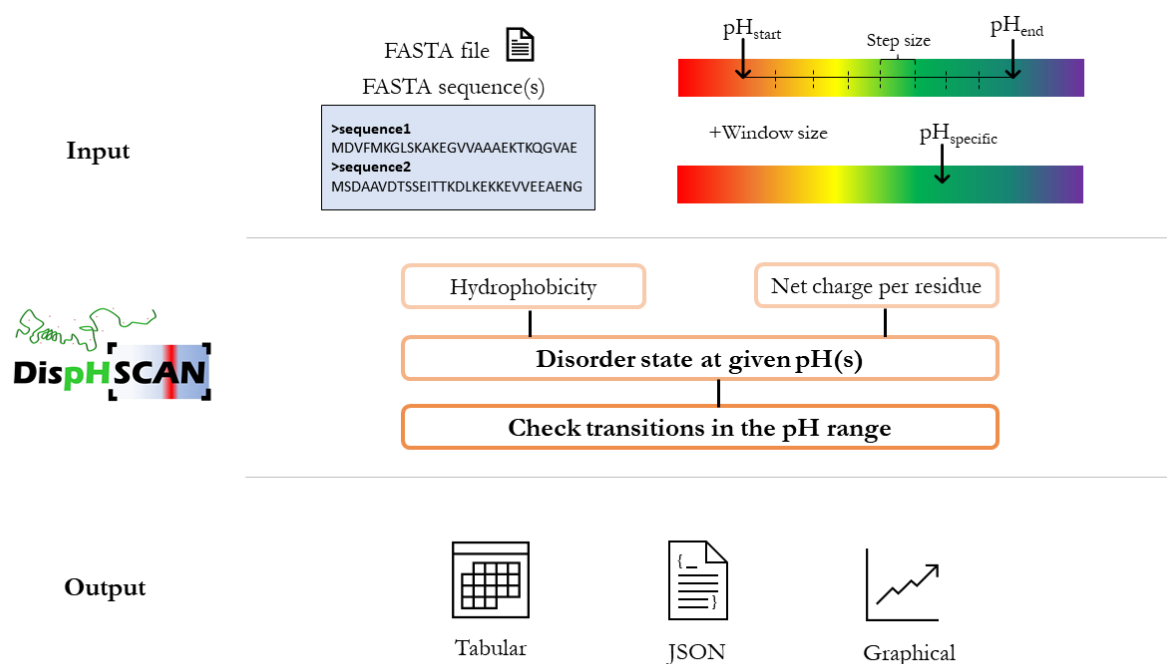 Input
FASTA file
FASTA sequence(s)
>sequence1
MDVFMKGLSKAKEGVVAAAEKTKQGVAE
>sequence2
MSDAAVDTSSEITTKDLKEKKEVVEEAENG
pHstart
Step size
pHend
+Window size
pHspecific
DispHSCAN
Hydrophobicity
Net charge per residue
Disorder state at given pH(s)
Check transitions in the pH range
Output
{_
}
Tabular
JSON
Graphical